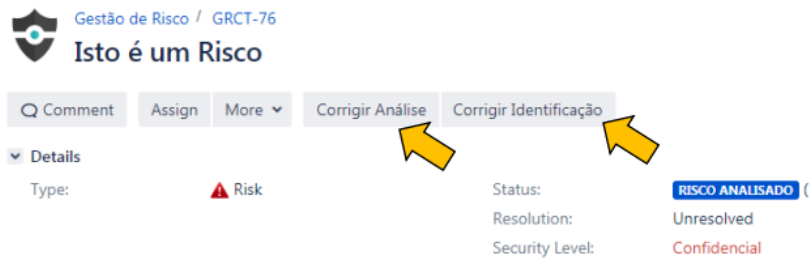 Gestão de Risco / GRCT-76
Isto é um Risco
Comment Assign More Corrigir Análise Corrigir Identificação
Details
Type: Risk Status: RISCO ANALISADO (
Resolution: Unresolved
Security Level: Confidencial